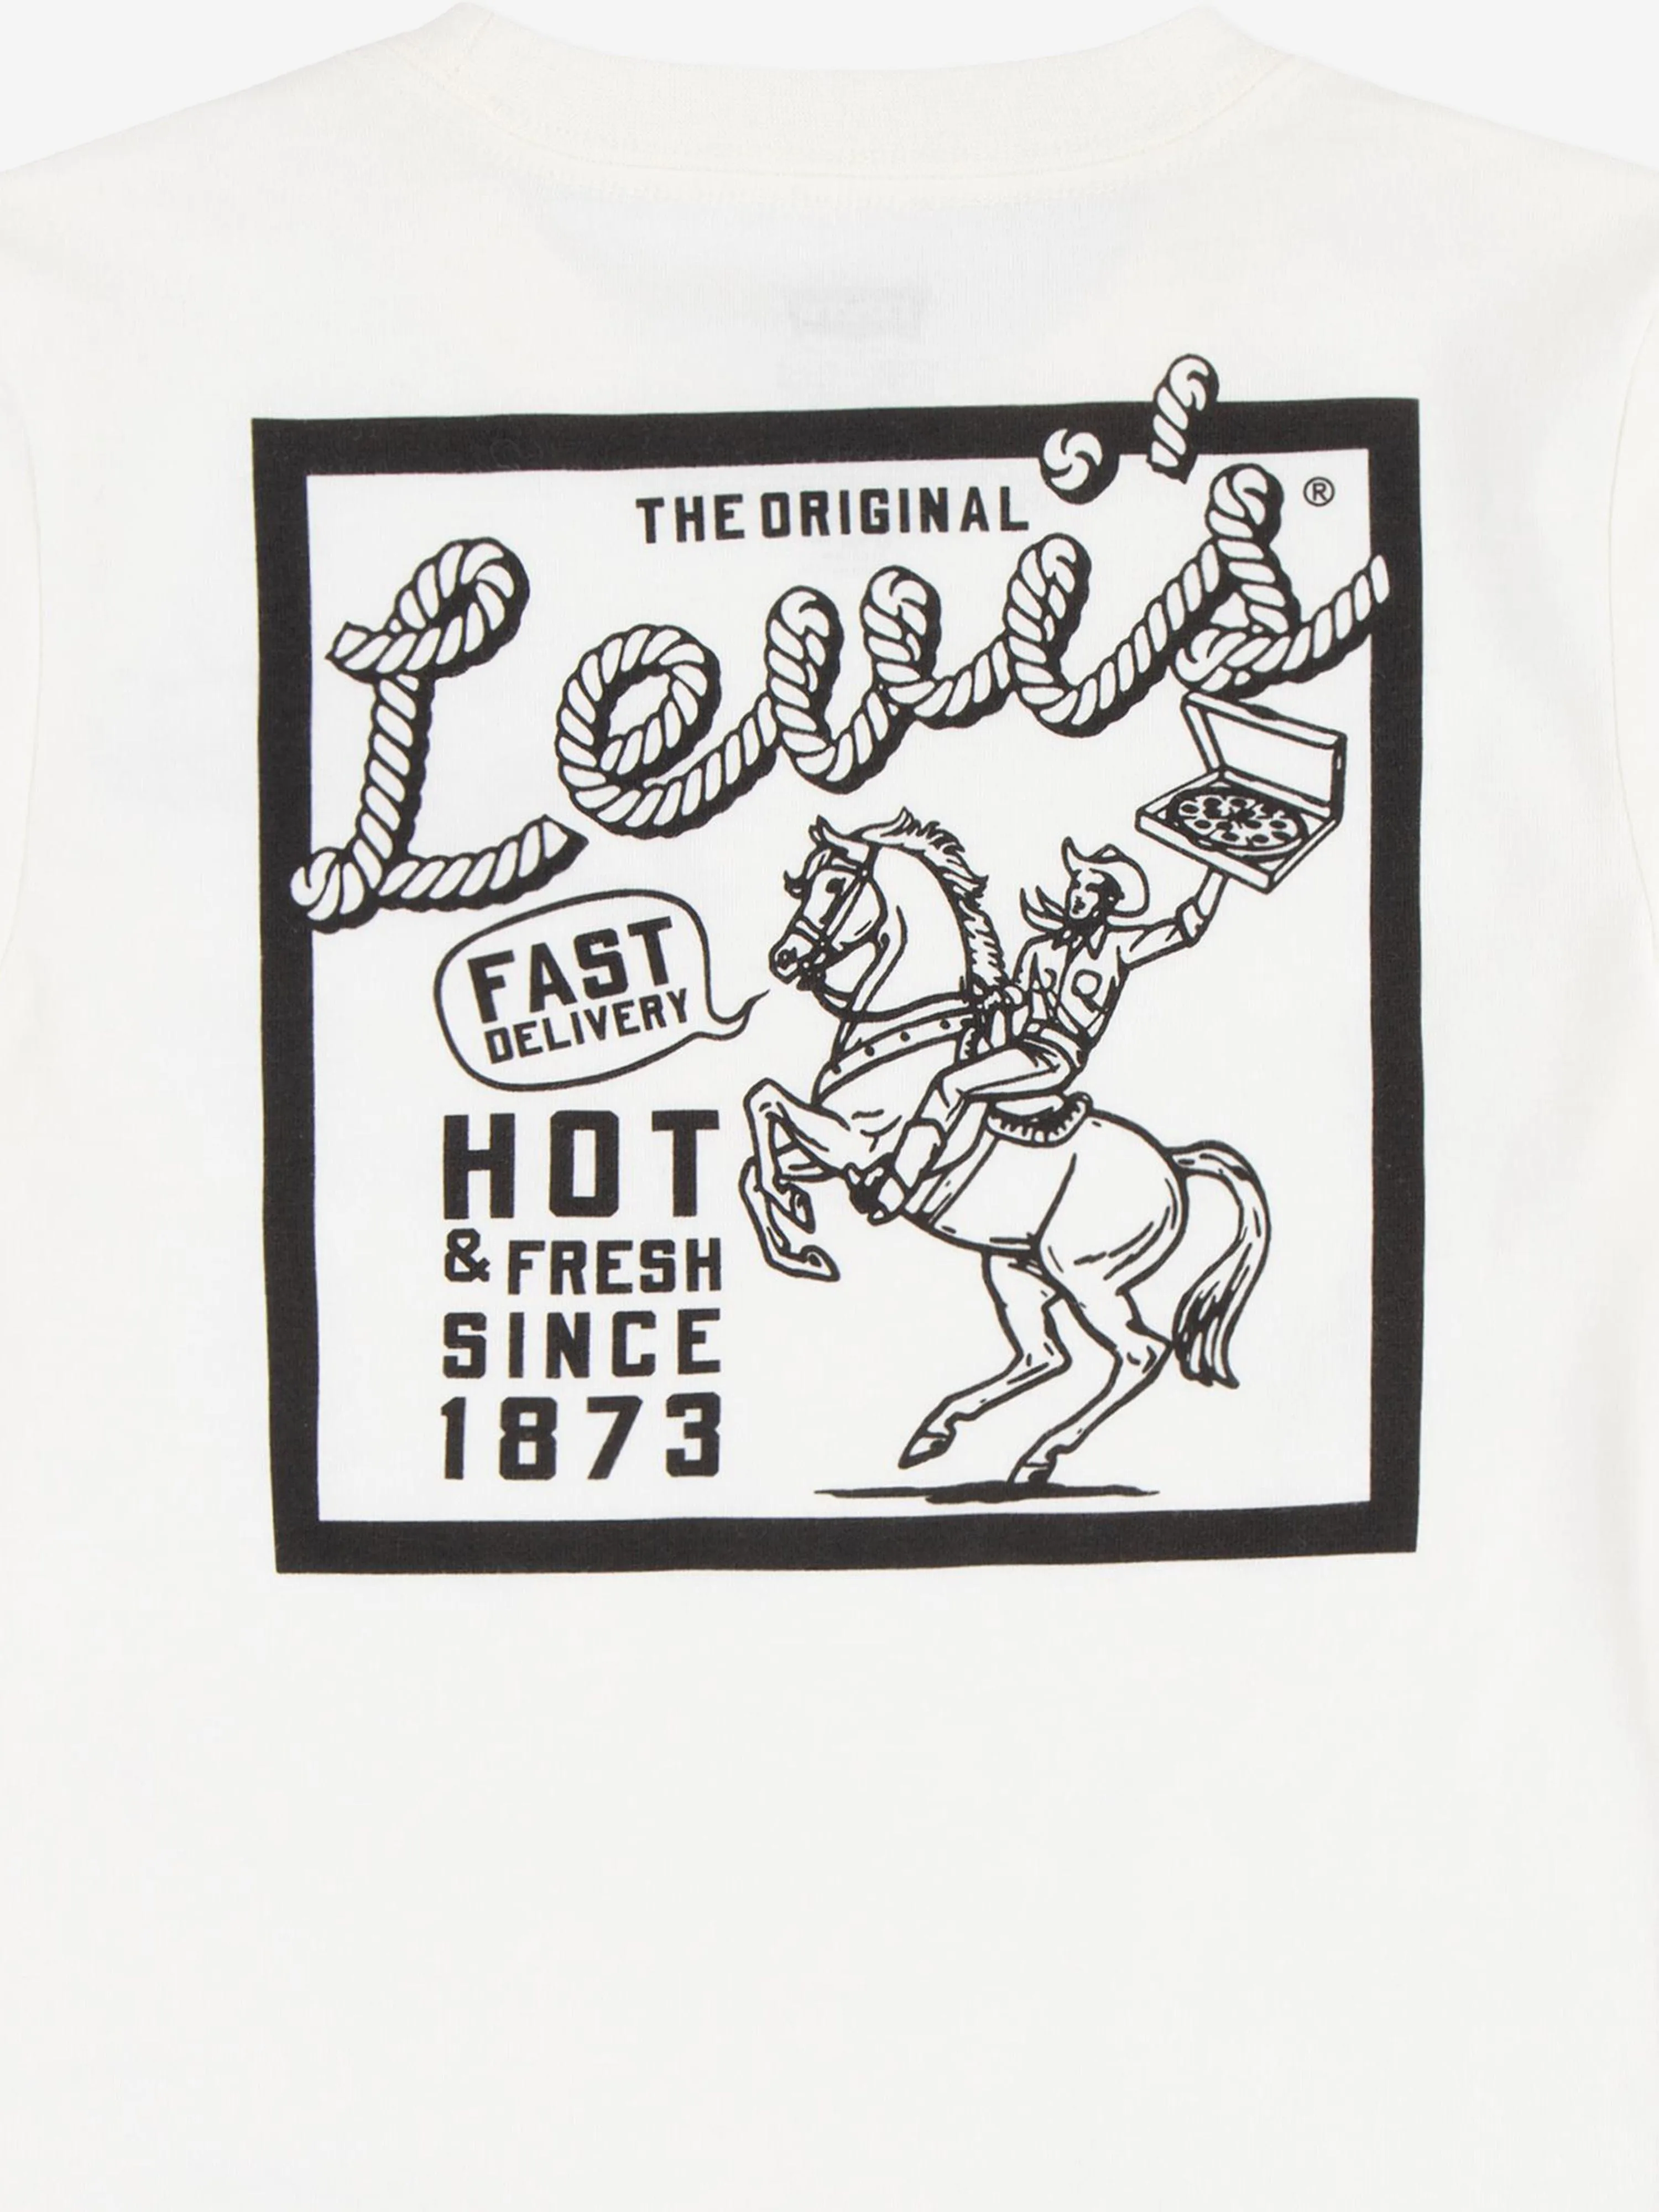 THE ORIGINAL
Levi's ®
FAST
DELIVERY
HOT
& FRESH
SINCE
1873